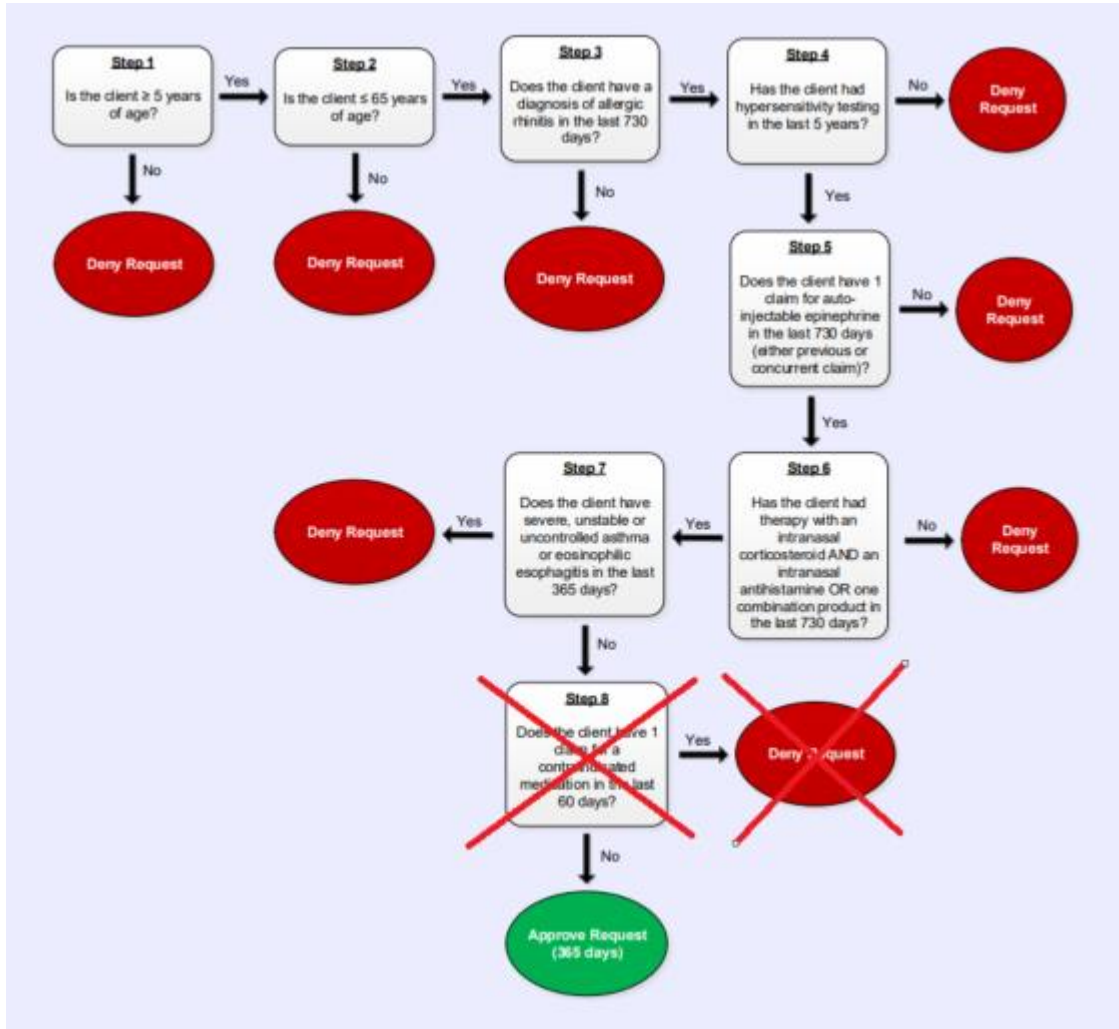 Step 1
Is the client ≥ 5 years
of age?
Yes
No
Deny Request
Step 2
Is the client ≤ 65 years
of age?
Yes
No
Deny Request
Step 3
Does the client have a
diagnosis of allergic
rhinitis in the last 730
days?
Yes
No
Deny Request
Step 4
Has the client had
hypersensitivity testing
in the last 5 years?
No
Deny
Request
Yes
Step 5
Does the client have 1
claim for auto-
injectable epinephrine
in the last 730 days
(either previous or
concurrent claim)?
No
Deny
Request
Yes
Step 6
Has the client had
therapy with an
intranasal
corticosteroid AND an
intranasal
antihistamine OR one
combination product in
the last 730 days?
No
Deny
Request
Yes
Step 7
Does the client have
severe, unstable or
uncontrolled asthma
or eosinophilic
esophagitis in the last
365 days?
Yes
Deny Request
No
Step 8
Does the client have 1
claim for a
contraindicated
medication in the last
60 days?
Yes
Deny Request
No
Approve Request
(365 days)